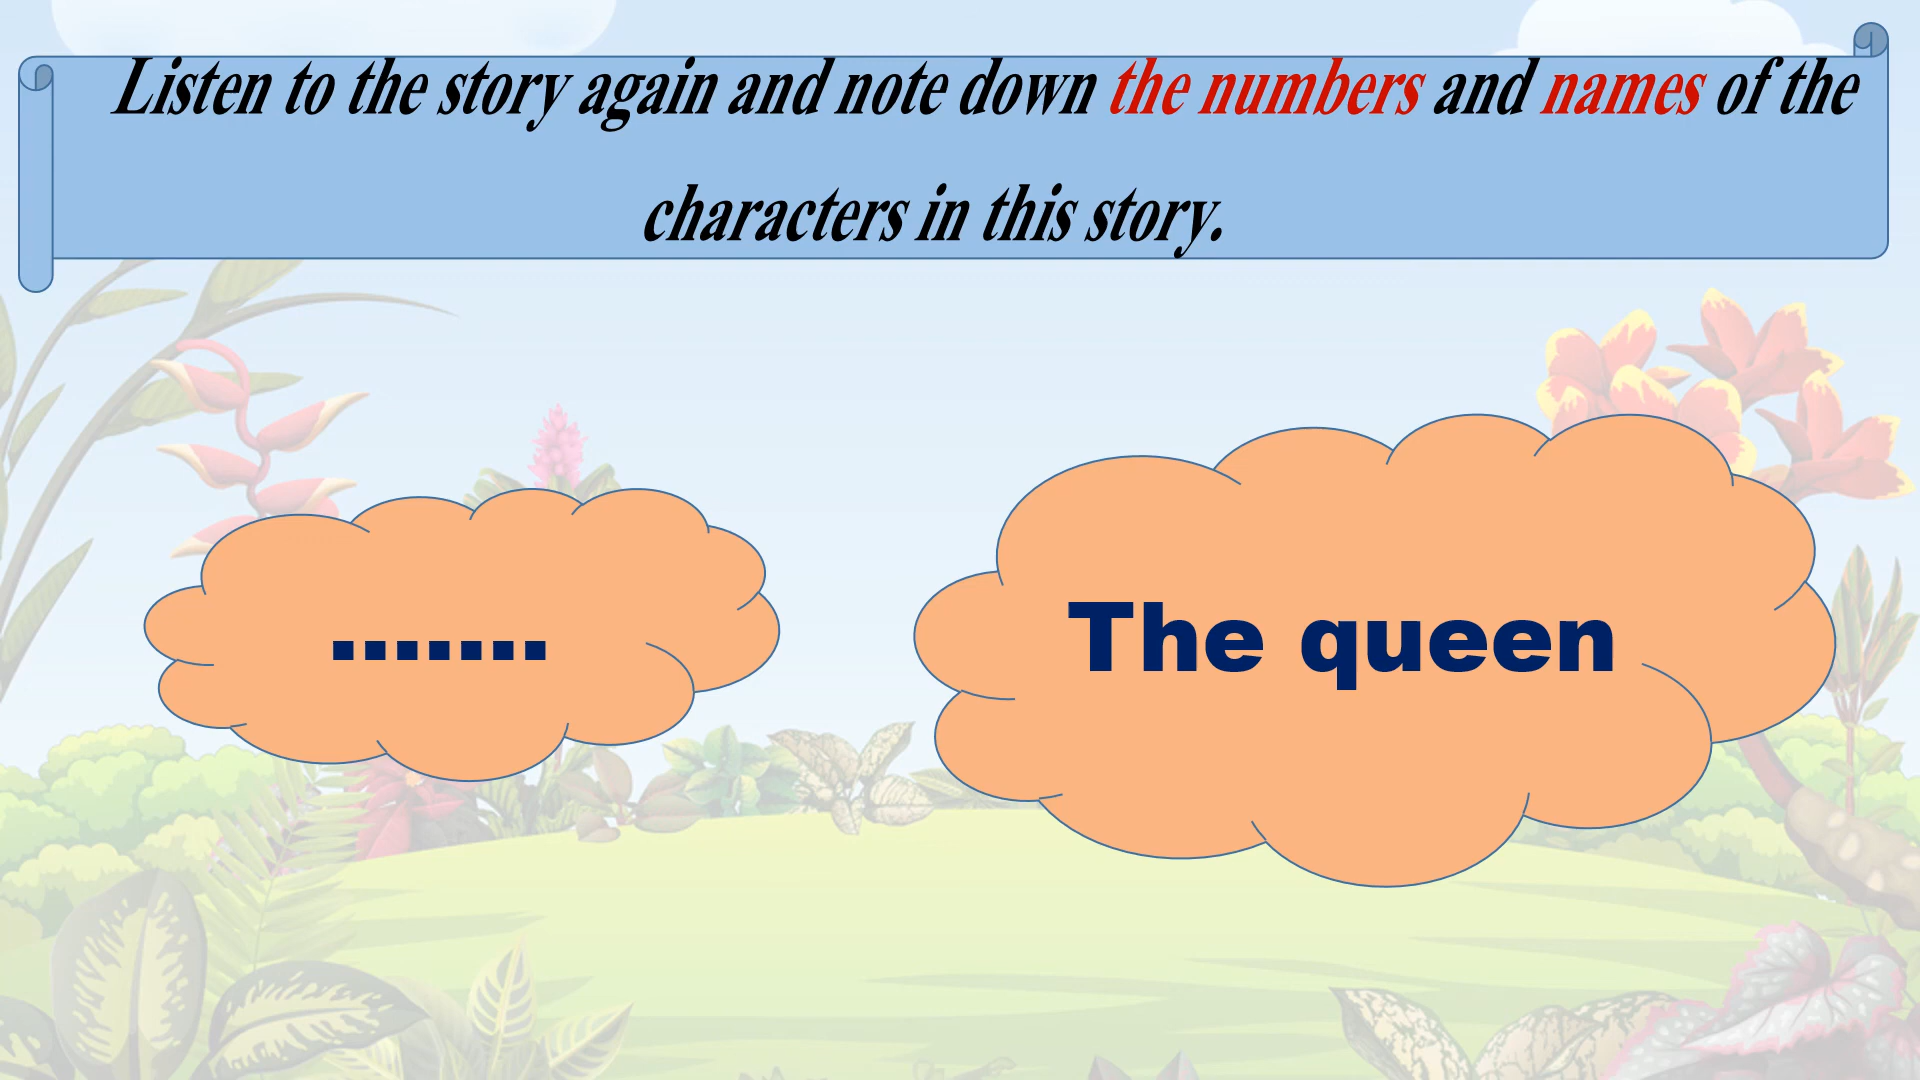 Listen to the story again and note down the numbers and names of the
characters in this story.
.......
The queen